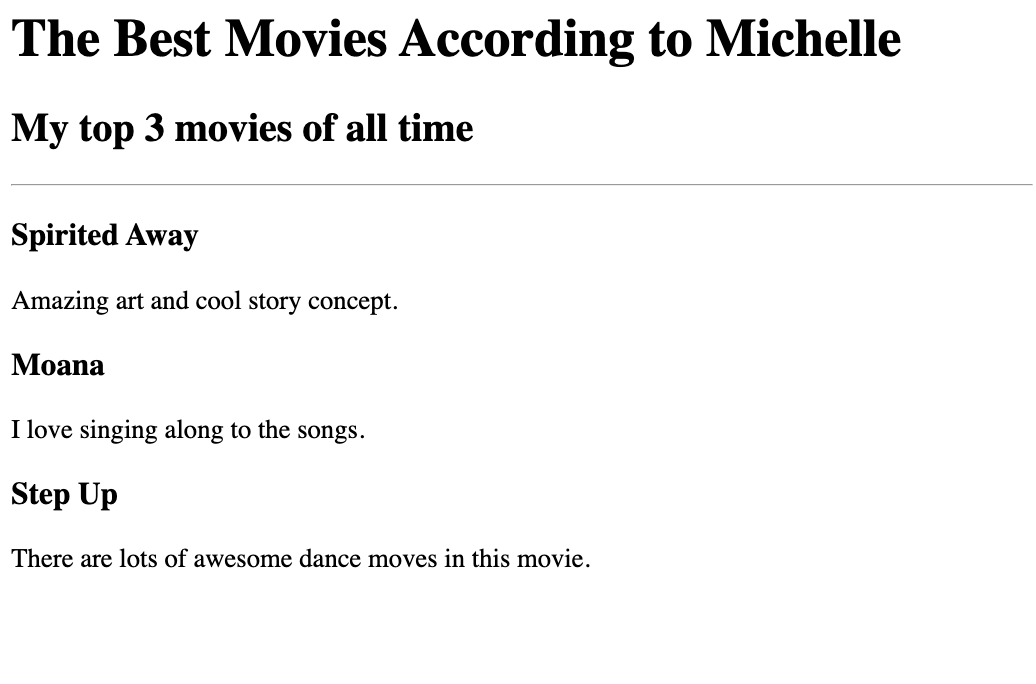 The Best Movies According to Michelle
My top 3 movies of all time
Spirited Away
Amazing art and cool story concept.
Moana
I love singing along to the songs.
Step Up
There are lots of awesome dance moves in this movie.